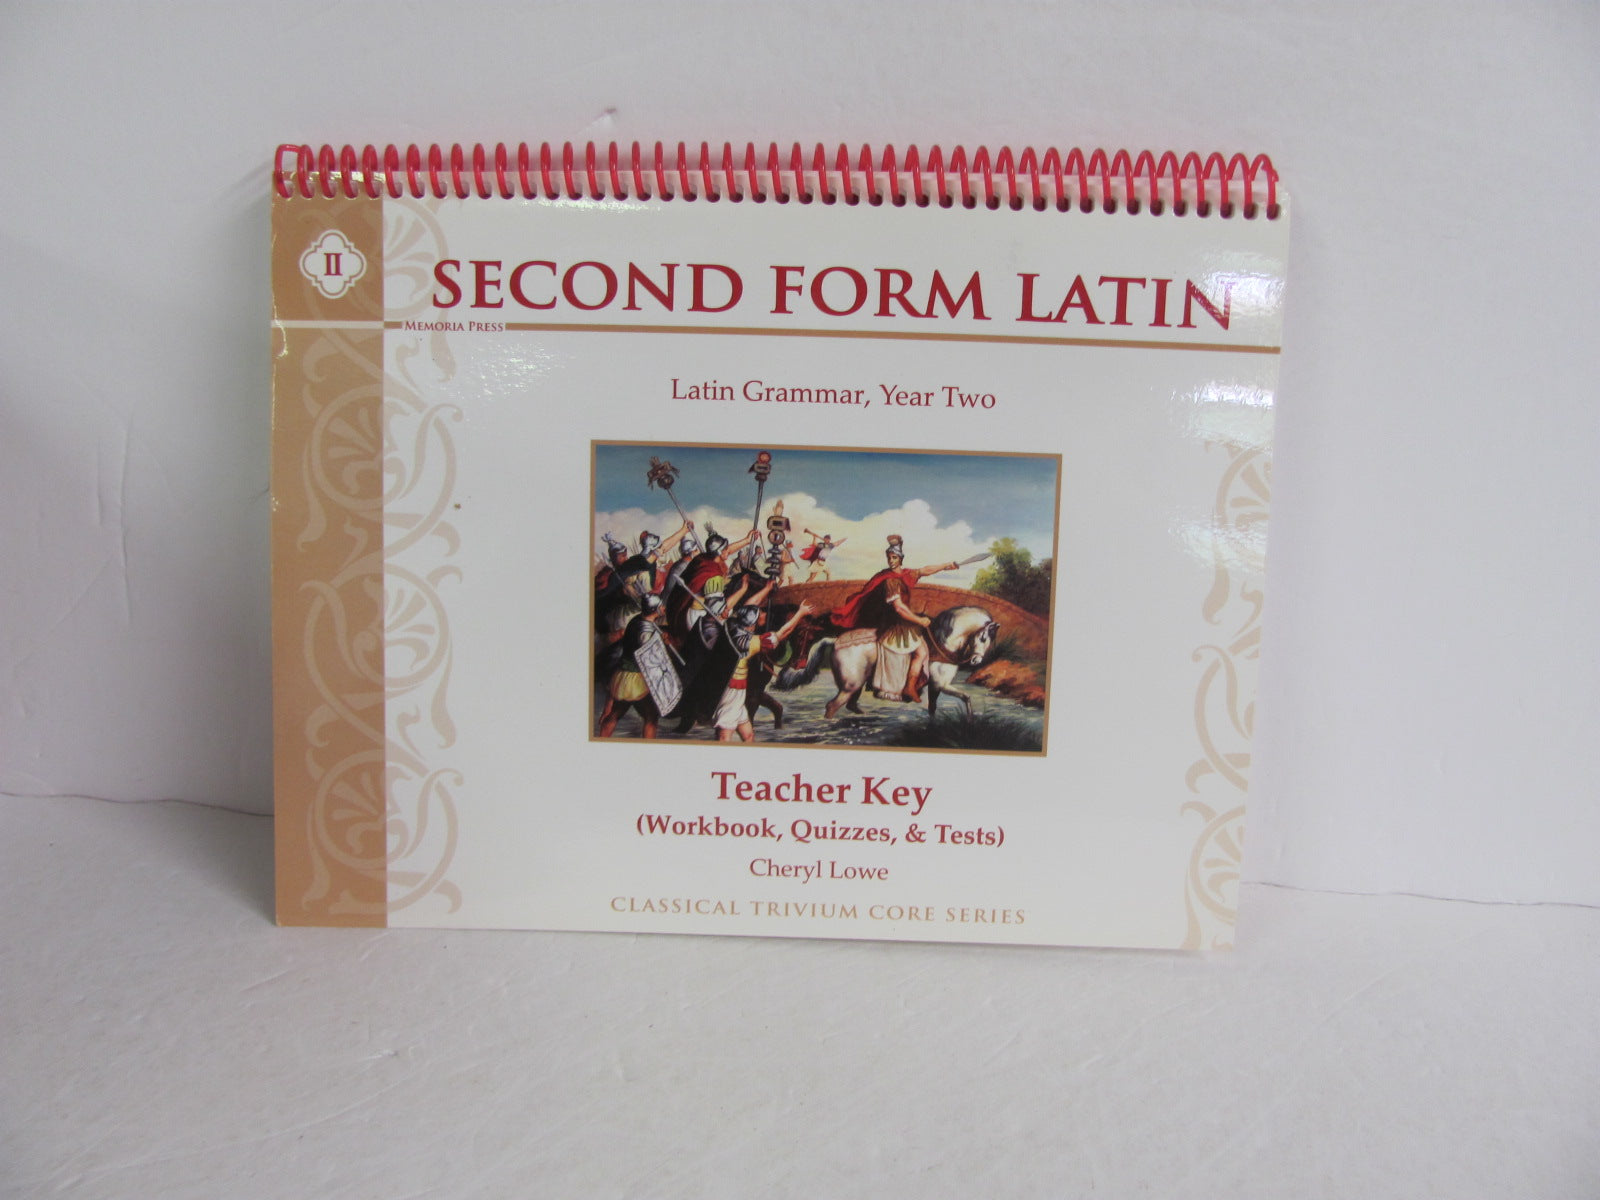 II
SECOND FORM LATIN
MEMORIA PRESS
Latin Grammar, Year Two
Teacher Key
(Workbook, Quizzes, & Tests)
Cheryl Lowe
CLASSICAL TRIVIUM CORE SERIES